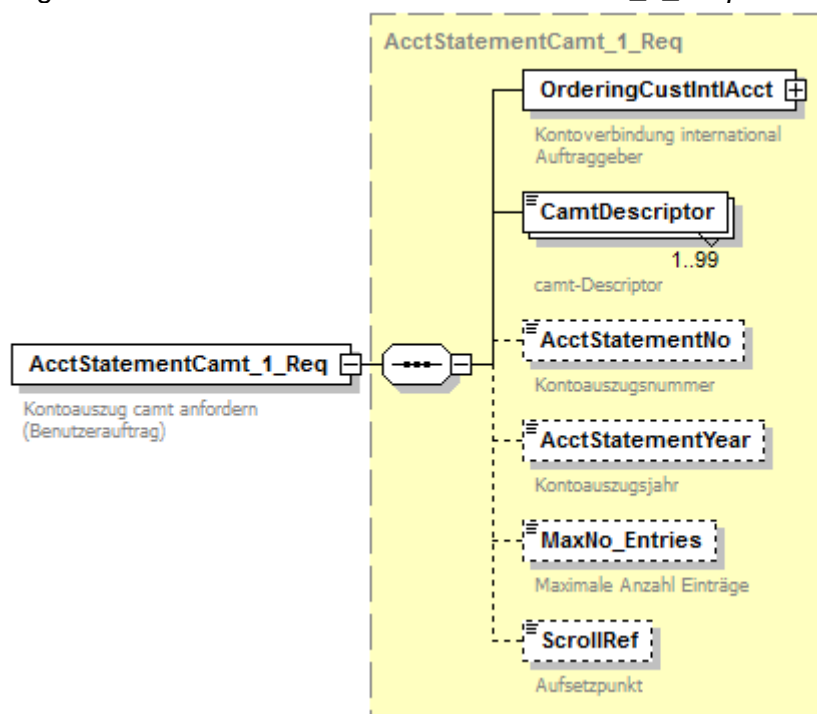 AcctStatementCamt_1_Req
OrderingCustIntlAcct
Kontoverbindung international
Auftraggeber
CamtDescriptor
1..99
camt-Descriptor
AcctStatementNo
Kontoauszugsnummer
AcctStatementCamt_1_Req
Kontoauszug camt anfordern
(Benutzerauftrag)
AcctStatementYear
Kontoauszugsjahr
MaxNo_Entries
Maximale Anzahl Einträge
ScrollRef
Aufsetzpunkt